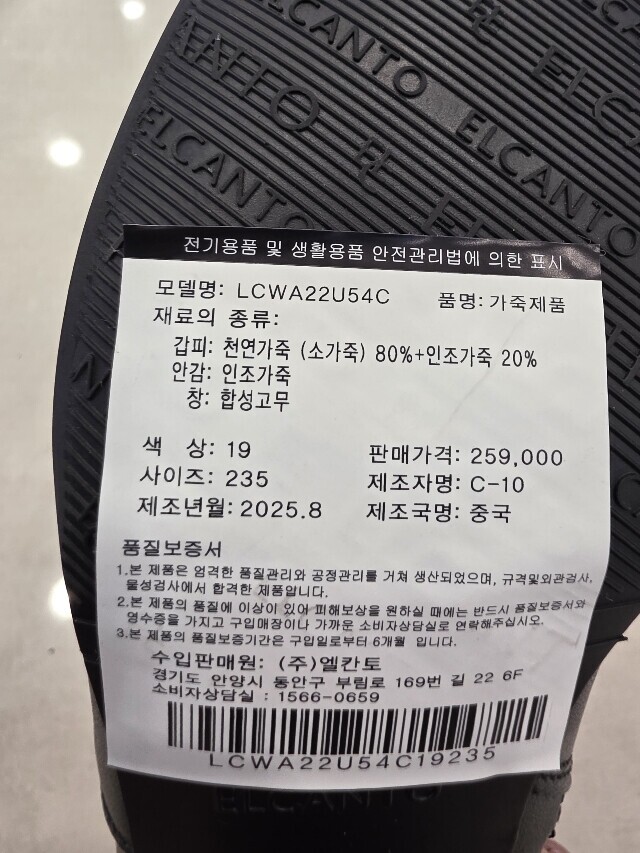 ELCANTO
ELCANTO
ELCANTO
전기용품 및 생활용품 안전관리법에 의한 표시
모델명: LCWA22U54C 품명: 가죽제품
재료의 종류:
갑피: 천연가죽 (소가죽) 80%+인조가죽 20%
안감: 인조가죽
창: 합성고무
색 상: 19 판매가격: 259,000
사이즈: 235 제조자명: C-10
제조년월: 2025.8 제조국명: 중국
품질보증서
1.본 제품은 엄격한 품질관리와 공정관리를 거쳐 생산되었으며, 규격및외관검사,
물성검사에서 합격한 제품알니다.
2.본 제품의 품질에 이상이 있어 피해보상을 원하실 때에는 반드시 품질보증서와
영수증을 가지고 구입매장이나 가까운 소비자상담실로 연락해주십시오.
3.본 제품의 품질보증기간은 구입일로부터 6개월 입니다.
수입판매원: (주)엘칸토
경기도 안양시 동안구 부림로 169번 길 22 6F
소비자상담실 : 1566-0659
LCWA22U54C19235
ELCANTO